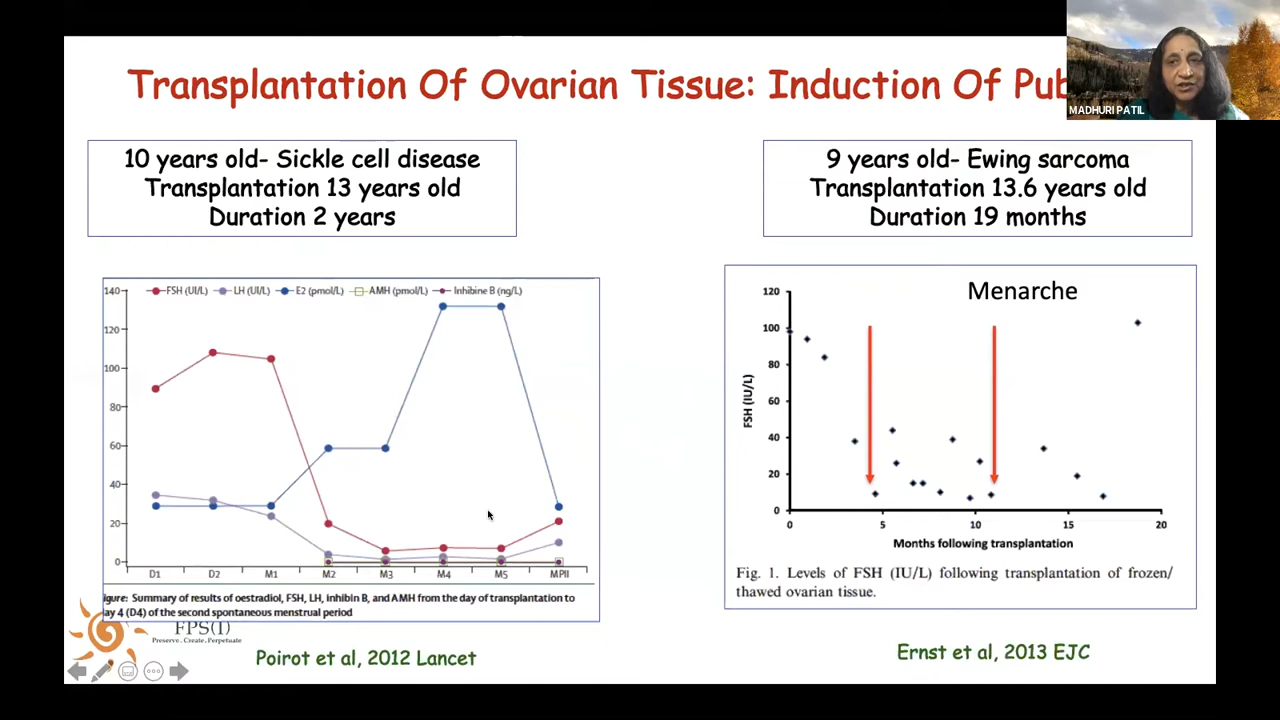 Transplantation Of Ovarian Tissue: Induction Of Pub
MADHURI PATIL
10 years old- Sickle cell disease
Transplantation 13 years old
Duration 2 years
9 years old- Ewing sarcoma
Transplantation 13.6 years old
Duration 19 months
FSH (UI/L) LH (UI/L) E2 (pmol/L) AMH (pmol/L) Inhibine B (ng/L)
140
120
100
80
60
40
20
0
D1 D2 M1 M2 M3 M4 M5 MPII
igure: Summary of results of oestradiol, FSH, LH, inhibin B, and AMH from the day of transplantation to
ay 4 (D4) of the second spontaneous menstrual period
Menarche
FSH (IU/L)
120
100
80
60
40
20
0
0 5 10 15 20
Months following transplantation
Fig. 1. Levels of FSH (IU/L) following transplantation of frozen/
thawed ovarian tissue.
FPS(I)
Preserve . Create . Perpetuate
Poirot et al, 2012 Lancet
Ernst et al, 2013 EJC